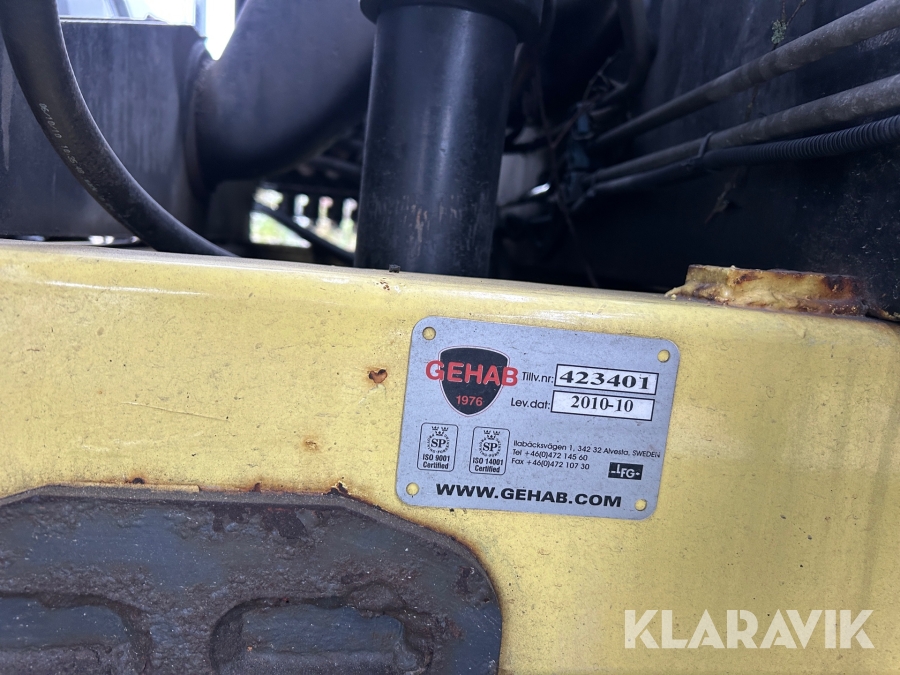 GEHAB
1976
Tillv.nr: 423401
Lev.dat: 2010-10
SP
ISO 9001
Certified
SP
ISO 14001
Certified
Ilabäcksvägen 1, 342 32 Alvesta, SWEDEN
Tel +46(0)472 145 60
Fax +46(0)472 107 30
LFG
WWW.GEHAB.COM
KLARAVIK